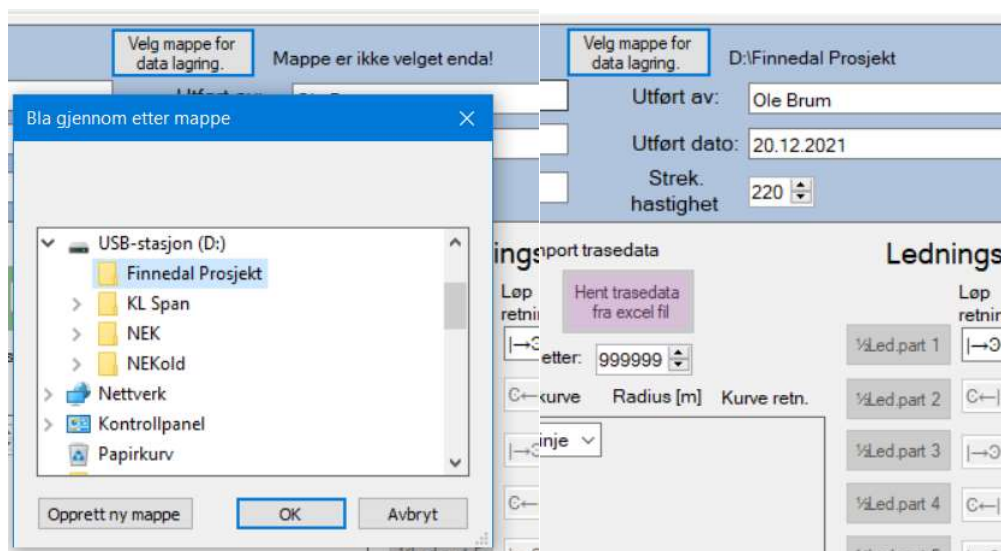 Velg mappe for
data lagring.
Mappe er ikke velget enda!
Bla gjennom etter mappe
USB-stasjon (D:)
Finnedal Prosjekt
KL Span
NEK
NEKold
Nettverk
Kontrollpanel
Papirkurv
Opprett ny mappe
OK
Avbryt
Løp
Velg mappe for
data lagring.
D:\Finnedal Prosjekt
Utført av:
Ole Brum
Utført dato:
20.12.2021
Strek.
hastighet
220
trasedata
Lednings
Hent trasedata
fra excel fil
etter:
999999
Radius [m]
Kurve retn.
Løp
½Led.part 1
½Led.part 2
½Led.part 3
½Led.part 4